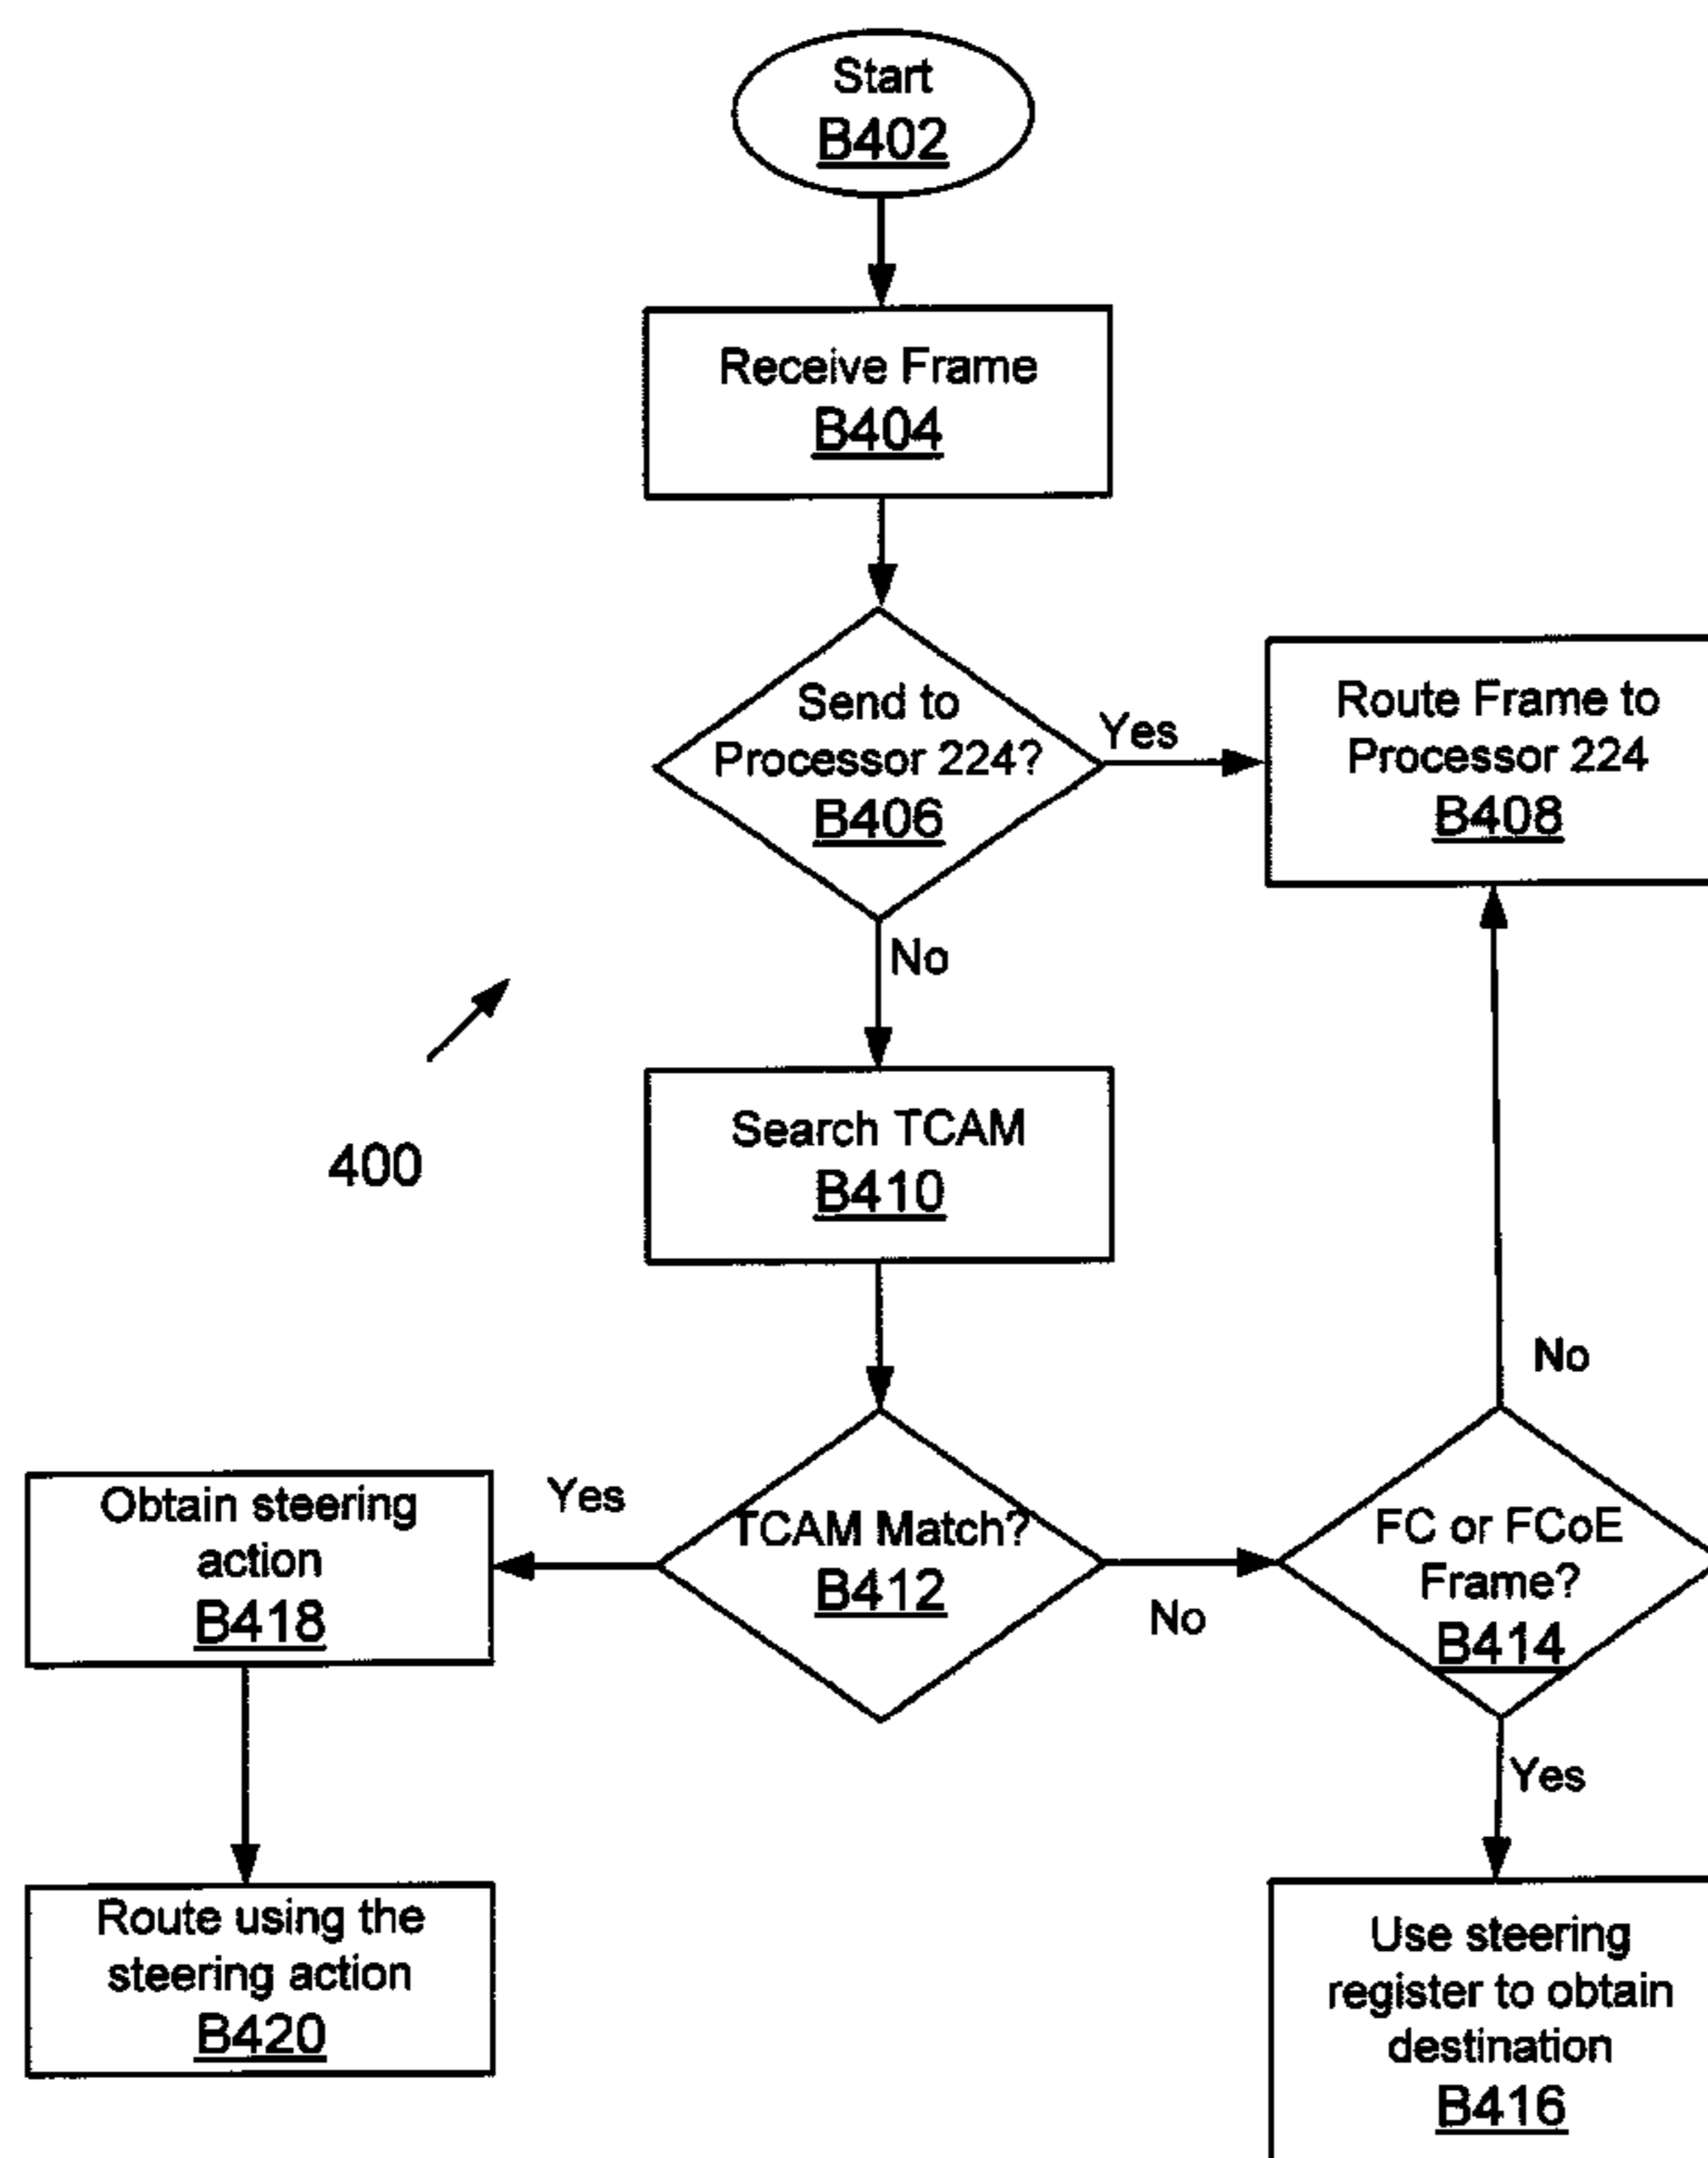 Start
B402
Receive Frame
B404
Send to
Processor 224?
B406
Yes
Route Frame to
Processor 224
B408
No
400
Search TCAM
B410
No
Obtain steering
action
B418
Yes
TCAM Match?
B412
No
FC or FCoE
Frame?
B414
Yes
Route using the
steering action
B420
Use steering
register to obtain
destination
B416